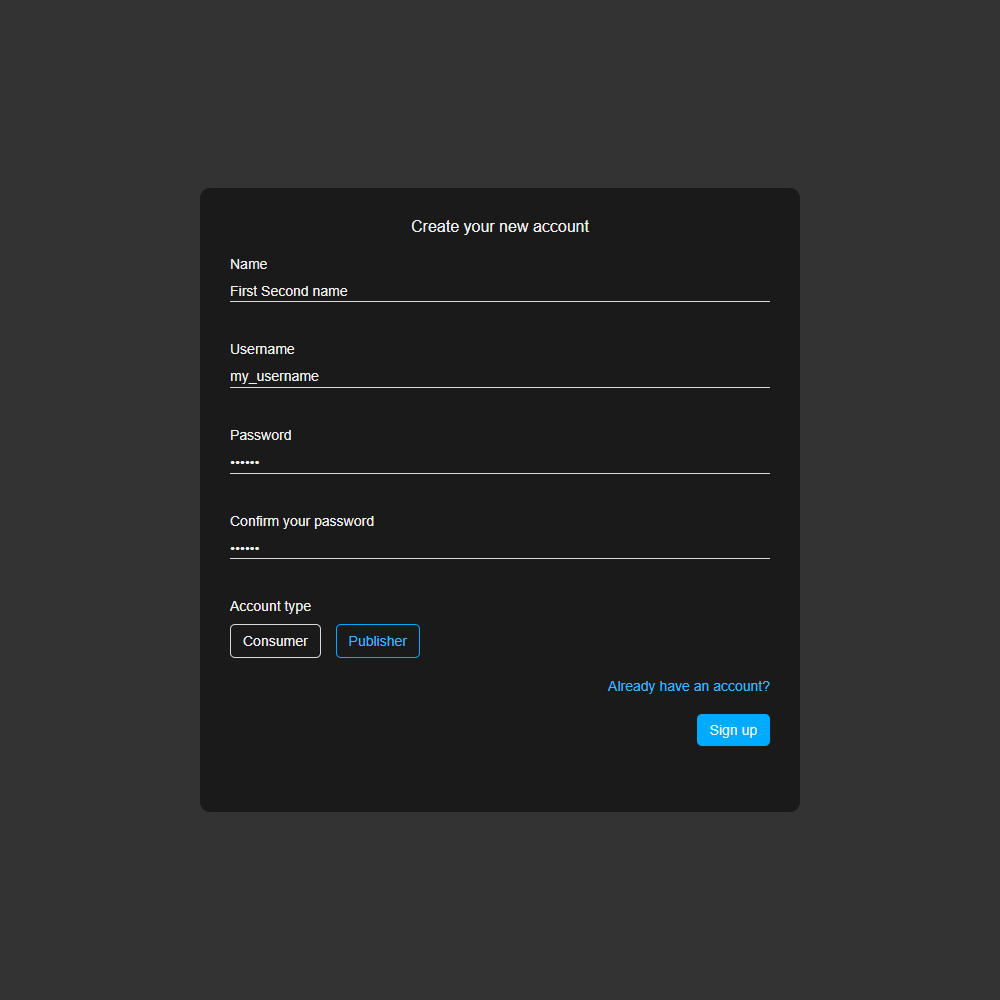 Create your new account
Name
First Second name
Username
my_username
Password
••••••
Confirm your password
••••••
Account type
Consumer Publisher
Already have an account?
Sign up